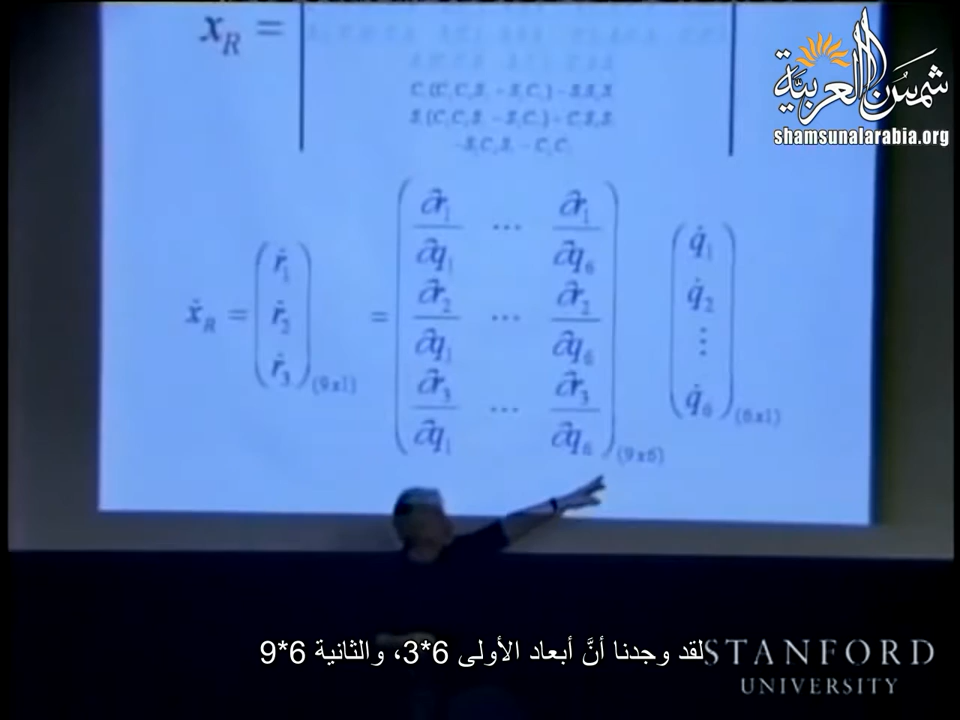 x_R =
شمس العربية
shamsunalarabia.org
ẋ_R = ( ṙ₁ ṙ₂ ṙ₃ )(9x1) = ( ∂r₁/∂q₁ ⋯ ∂r₁/∂q₆
∂r₂/∂q₁ ⋯ ∂r₂/∂q₆
∂r₃/∂q₁ ⋯ ∂r₃/∂q₆ )(9x6) ( q̇₁ q̇₂ ⋮ q̇₆ )(6x1)
لقد وجدنا أنَّ أبعاد الأولى 6*3، والثانية 6*9
STANFORD
UNIVERSITY